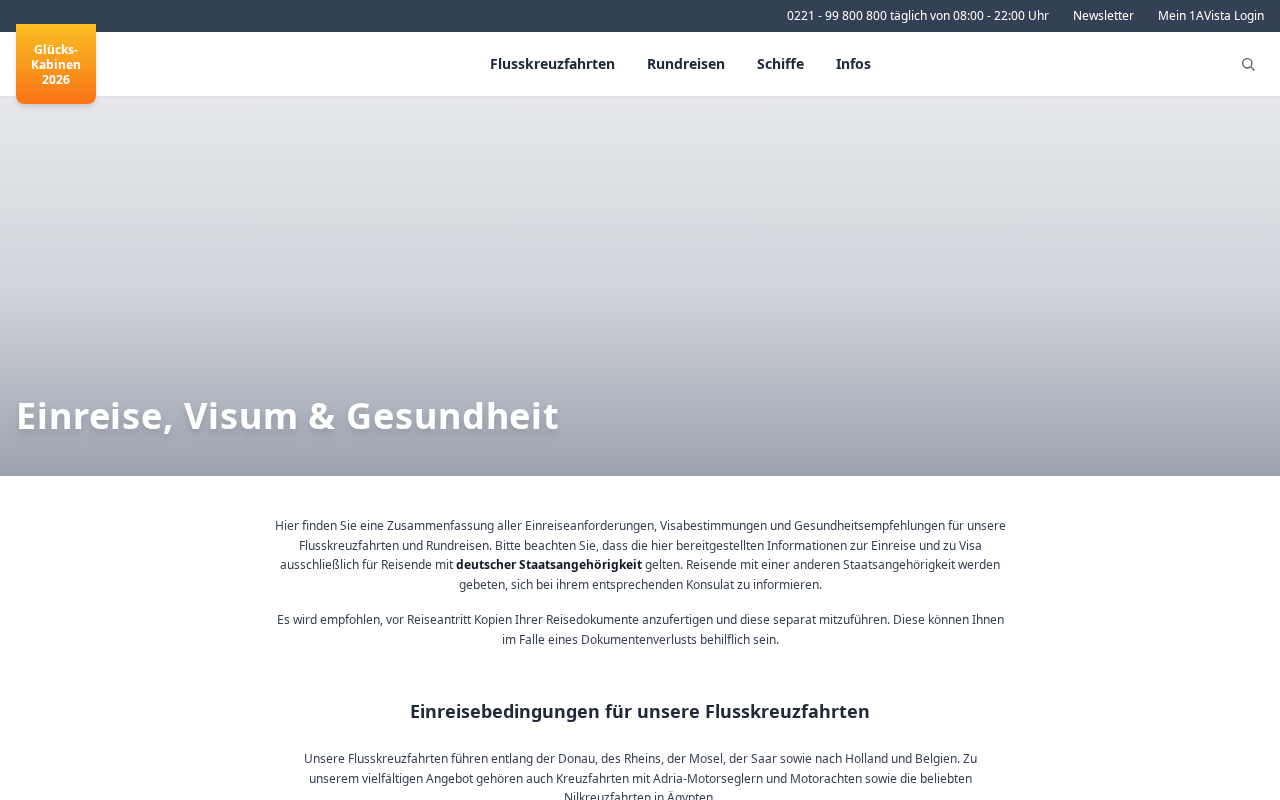 0221 - 99 800 800 täglich von 08:00 - 22:00 Uhr Newsletter Mein 1AVista Login
Glücks-
Kabinen
2026
Flusskreuzfahrten Rundreisen Schiffe Infos
Einreise, Visum & Gesundheit
Hier finden Sie eine Zusammenfassung aller Einreiseanforderungen, Visabestimmungen und Gesundheitsempfehlungen für unsere
Flusskreuzfahrten und Rundreisen. Bitte beachten Sie, dass die hier bereitgestellten Informationen zur Einreise und zu Visa
ausschließlich für Reisende mit deutscher Staatsangehörigkeit gelten. Reisende mit einer anderen Staatsangehörigkeit werden
gebeten, sich bei ihrem entsprechenden Konsulat zu informieren.
Es wird empfohlen, vor Reiseantritt Kopien Ihrer Reisedokumente anzufertigen und diese separat mitzuführen. Diese können Ihnen
im Falle eines Dokumentenverlusts behilflich sein.
Einreisebedingungen für unsere Flusskreuzfahrten
Unsere Flusskreuzfahrten führen entlang der Donau, des Rheins, der Mosel, der Saar sowie nach Holland und Belgien. Zu
unserem vielfältigen Angebot gehören auch Kreuzfahrten mit Adria-Motorseglern und Motorachten sowie die beliebten
Nilkreuzfahrten in Ägypten.